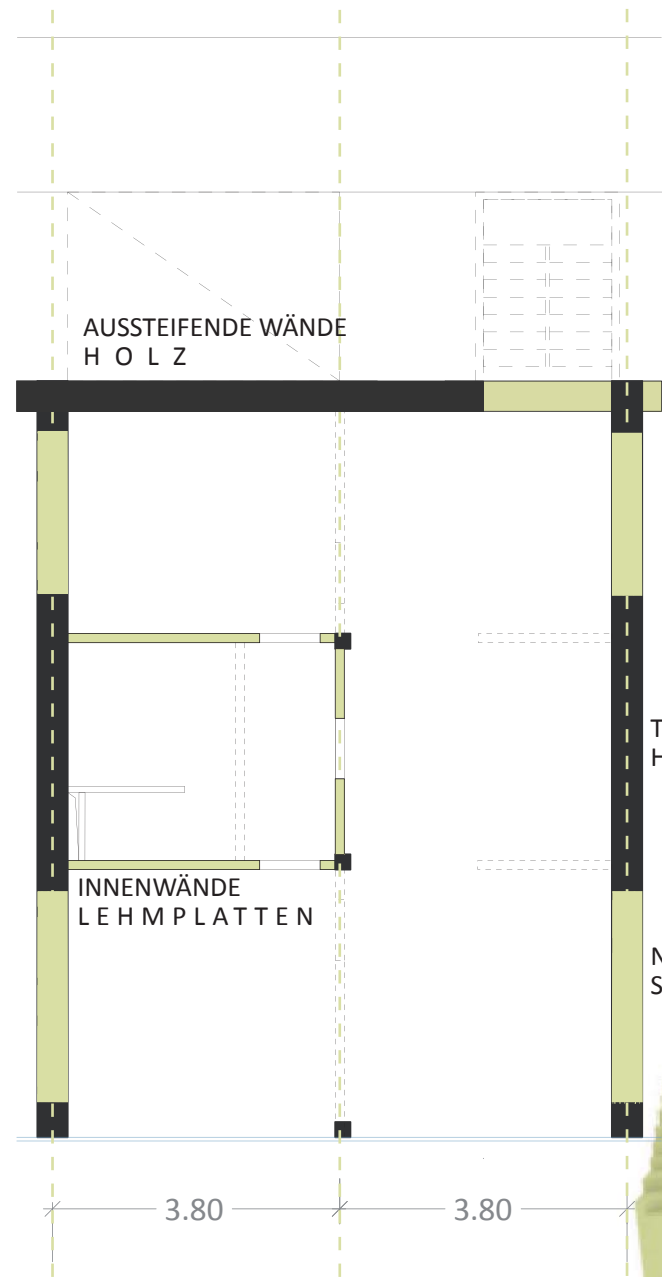 AUSSTEIFENDE WÄNDE
H O L Z
T
H
INNENWÄNDE
L E H M P L A T T E N
N
S
3.80
3.80